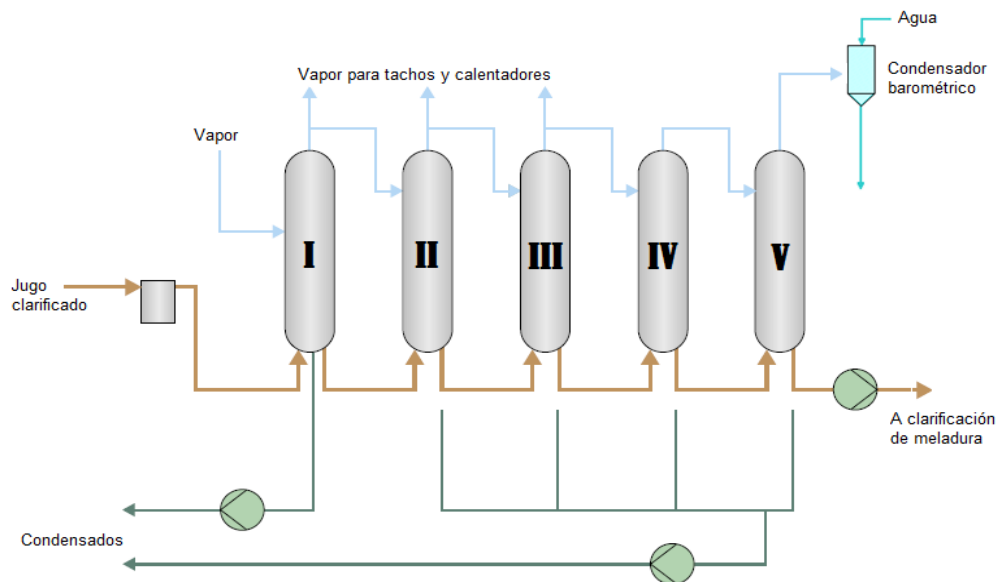 Agua
Condensador
barométrico
Vapor para tachos y calentadores
Vapor
I
II
III
IV
V
Jugo
clarificado
A clarificación
de meladura
Condensados